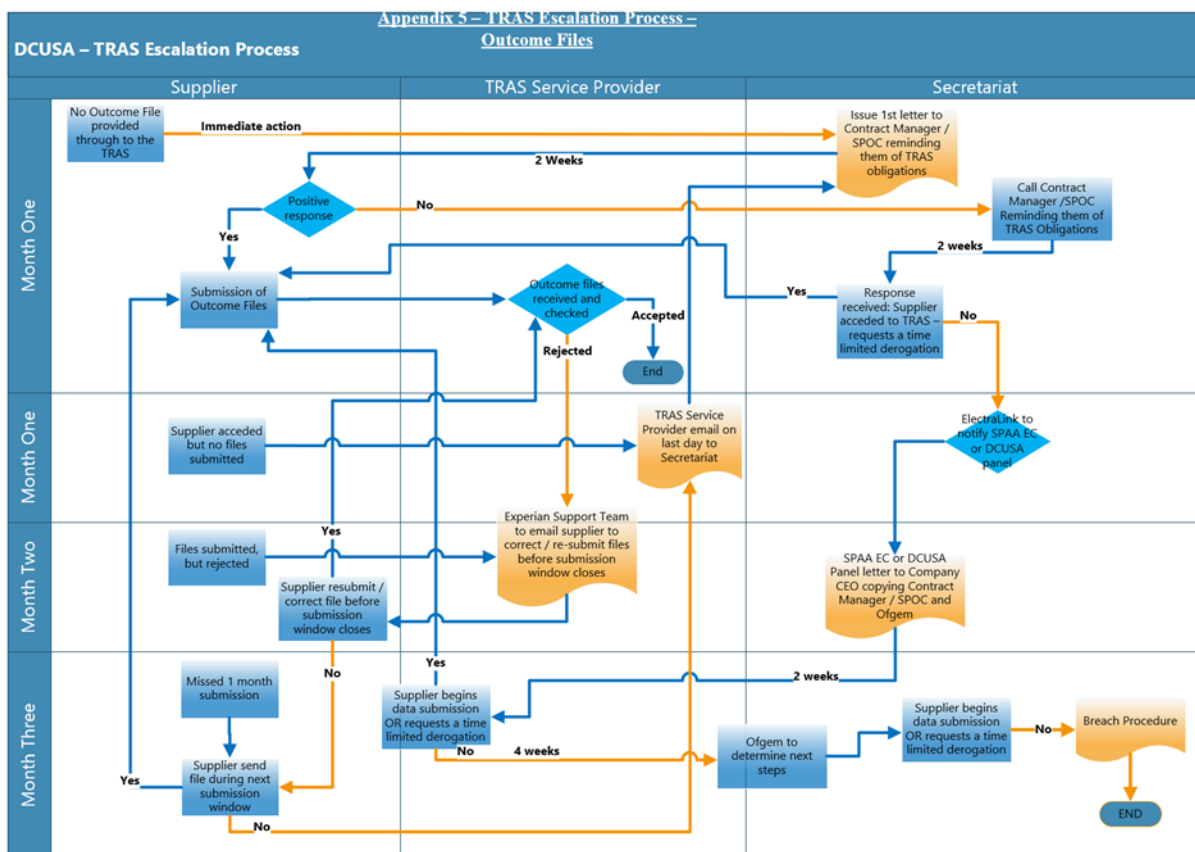 Appendix 5 – TRAS Escalation Process –
Outcome Files
DCUSA – TRAS Escalation Process
Supplier
TRAS Service Provider
Secretariat
Month One
No Outcome File
provided
through to the
TRAS
Immediate action
Issue 1st letter to
Contract Manager /
SPOC reminding
them of TRAS
obligations
2 Weeks
Positive
response
No
Call Contract
Manager /SPOC
Reminding them of
TRAS Obligations
Yes
2 weeks
Submission of
Outcome Files
Outcome files
received and
checked
Accepted
Rejected
End
Yes
Response
received: Supplier
acceded to TRAS –
requests a time
limited derogation
No
Month One
Supplier acceded
but no files
submitted
TRAS Service
Provider email on
last day to
Secretariat
ElectraLink to
notify SPAA EC
or DCUSA
panel
Month Two
Files submitted,
but rejected
Yes
Experian Support Team
to email supplier to
correct / re-submit files
before submission
window closes
Supplier resubmit /
correct file before
submission
window closes
SPAA EC or DCUSA
Panel letter to Company
CEO copying Contract
Manager / SPOC and
Ofgem
Month Three
Missed 1 month
submission
No
Yes
2 weeks
Supplier begins
data submission
OR requests a time
limited derogation
No
4 weeks
Ofgem to
determine next
steps
Supplier begins
data submission
OR requests a time
limited derogation
No
Breach Procedure
Yes
Supplier send
file during next
submission
window
No
END